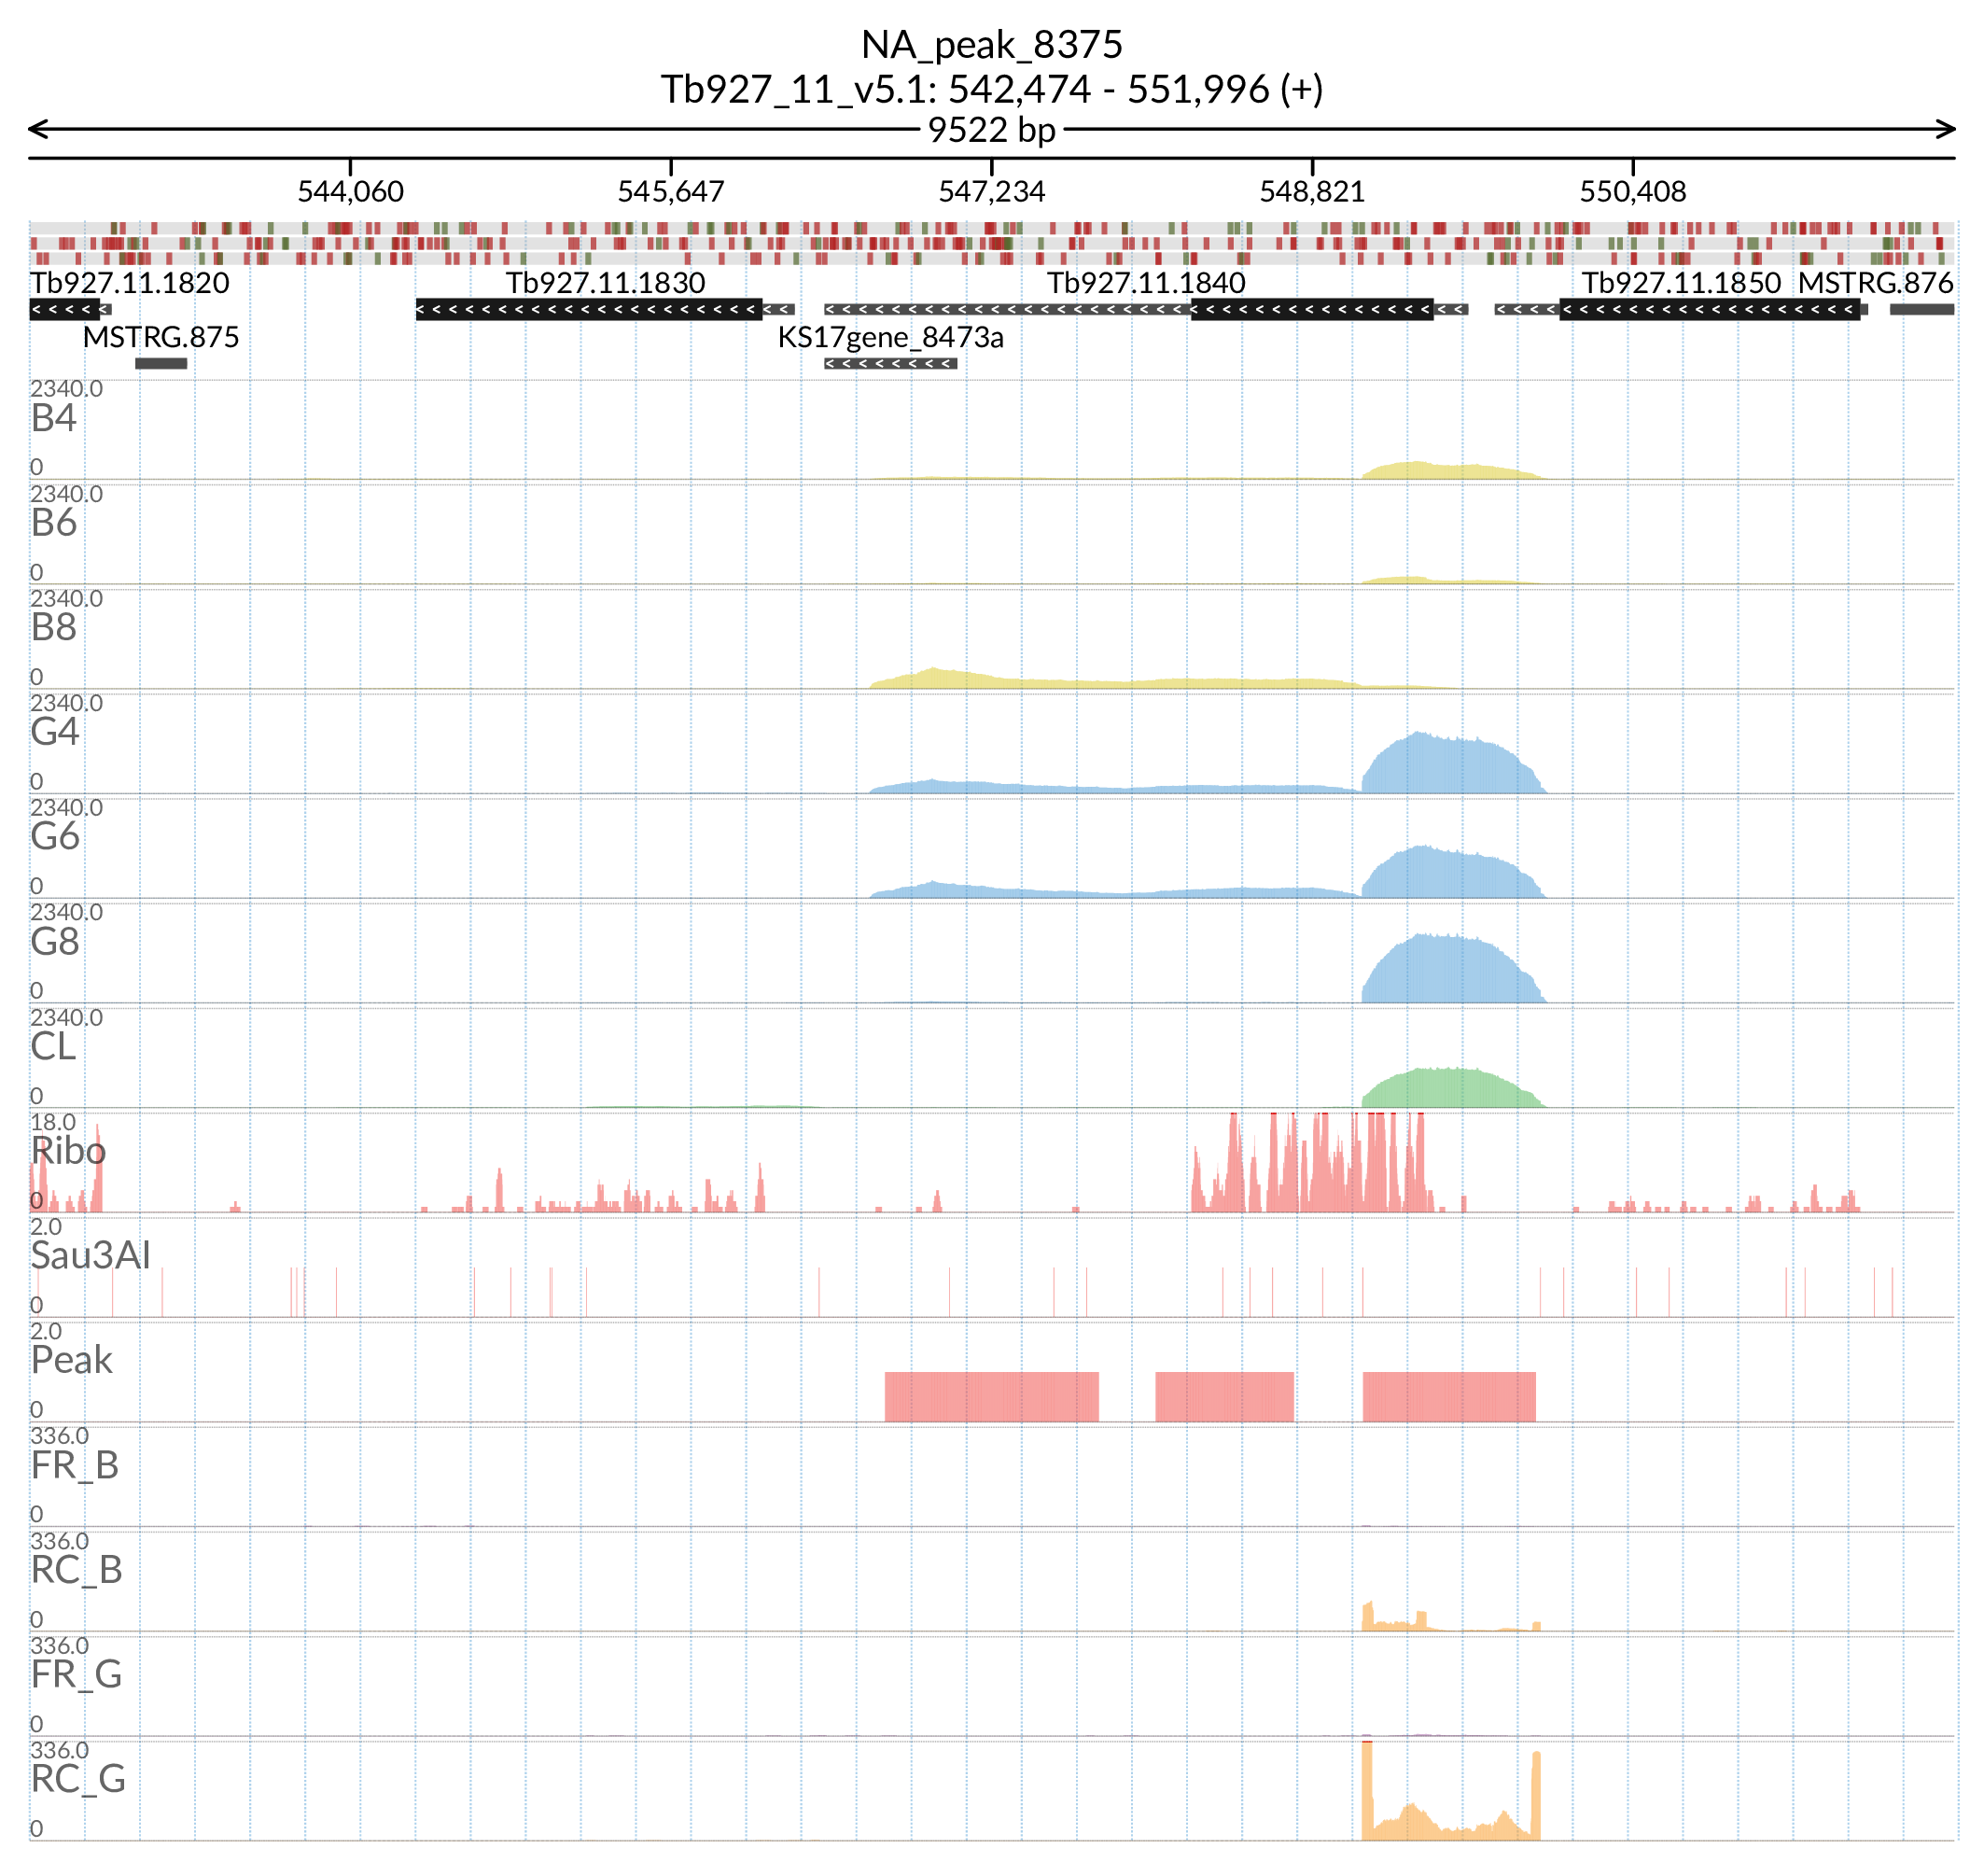 NA_peak_8375
Tb927_11_v5.1: 542,474 - 551,996 (+)
9522 bp
544,060 545,647 547,234 548,821 550,408
Tb927.11.1820 Tb927.11.1830 Tb927.11.1840 Tb927.11.1850 MSTRG.876
MSTRG.875 KS17gene_8473a
2340.0
B4
0
2340.0
B6
0
2340.0
B8
0
2340.0
G4
0
2340.0
G6
0
2340.0
G8
0
2340.0
CL
0
18.0
Ribo
0
2.0
Sau3AI
0
2.0
Peak
0
336.0
FR_B
0
336.0
RC_B
0
336.0
FR_G
0
336.0
RC_G
0